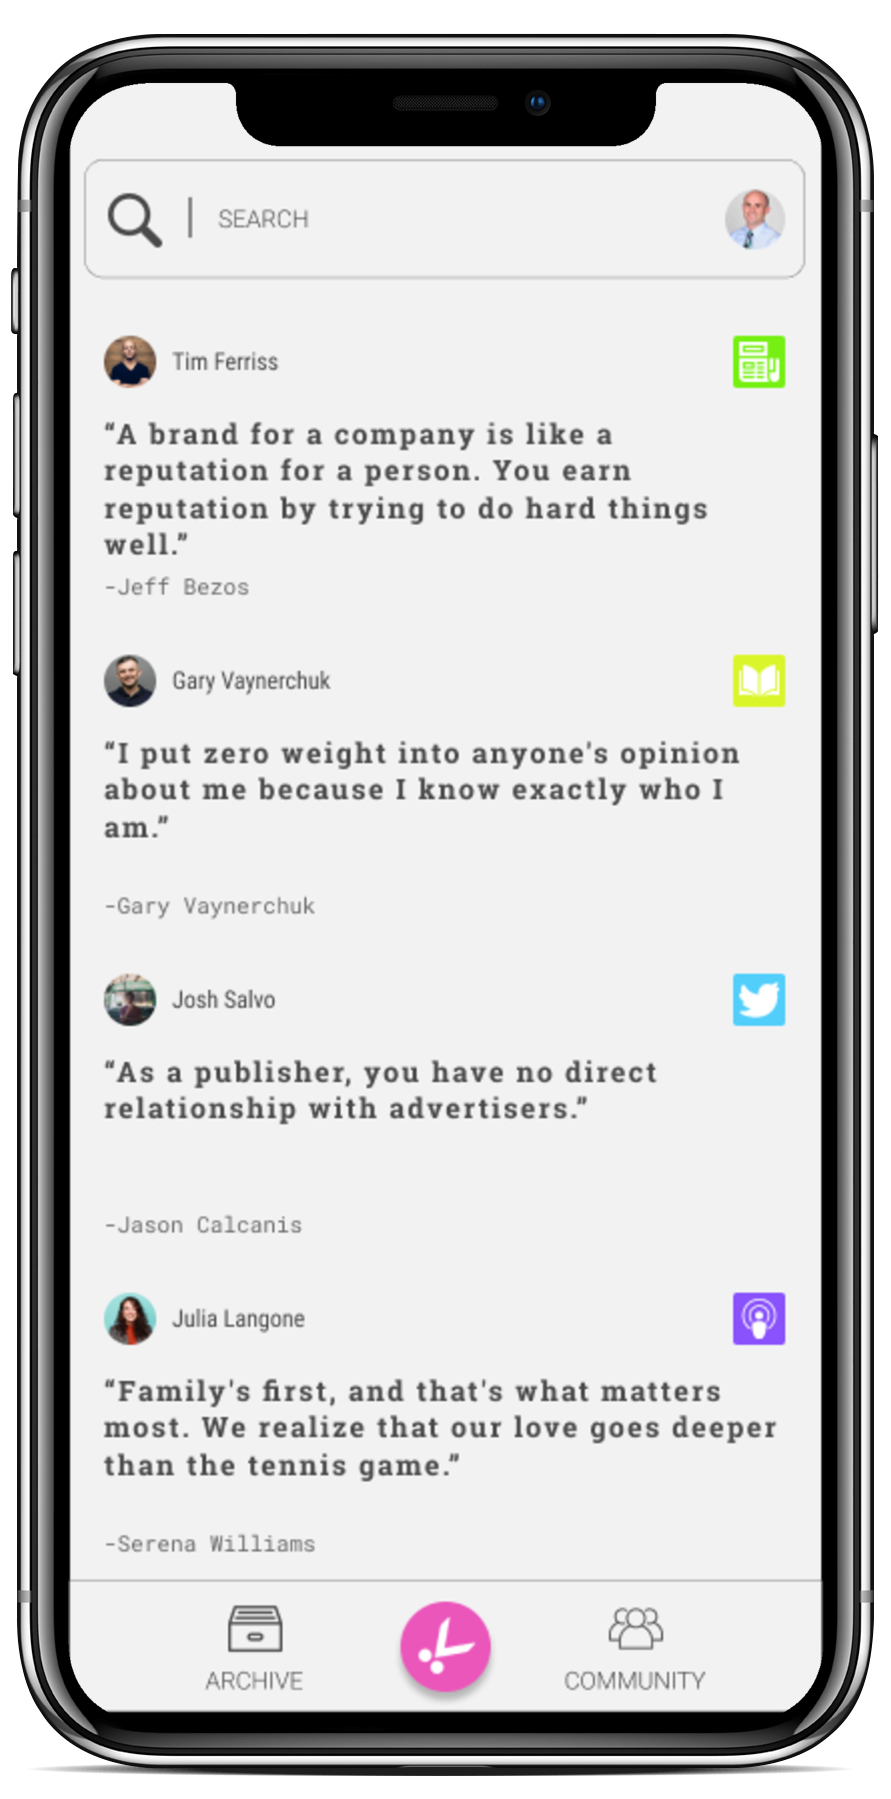 SEARCH
Tim Ferriss
“A brand for a company is like a
reputation for a person. You earn
reputation by trying to do hard things
well.”
-Jeff Bezos
Gary Vaynerchuk
“I put zero weight into anyone's opinion
about me because I know exactly who I
am.”
-Gary Vaynerchuk
Josh Salvo
“As a publisher, you have no direct
relationship with advertisers.”
-Jason Calcanis
Julia Langone
“Family's first, and that's what matters
most. We realize that our love goes deeper
than the tennis game.”
-Serena Williams
ARCHIVE
COMMUNITY